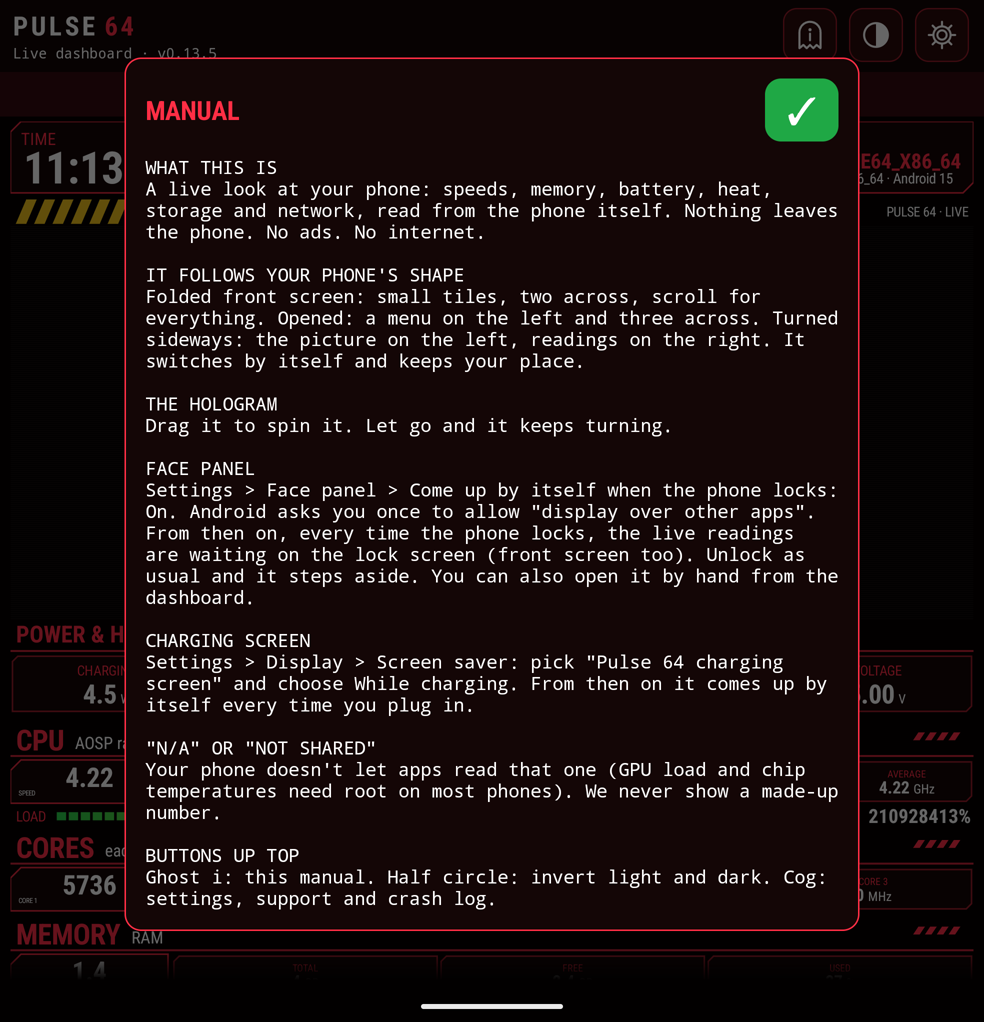 PULSE 64
Live dashboard · v0.13.5
MANUAL
✓
TIME
11:13
E64_X86_64
6_64 · Android 15
PULSE 64 · LIVE
WHAT THIS IS
A live look at your phone: speeds, memory, battery, heat,
storage and network, read from the phone itself. Nothing leaves
the phone. No ads. No internet.
IT FOLLOWS YOUR PHONE'S SHAPE
Folded front screen: small tiles, two across, scroll for
everything. Opened: a menu on the left and three across. Turned
sideways: the picture on the left, readings on the right. It
switches by itself and keeps your place.
THE HOLOGRAM
Drag it to spin it. Let go and it keeps turning.
FACE PANEL
Settings > Face panel > Come up by itself when the phone locks:
On. Android asks you once to allow "display over other apps".
From then on, every time the phone locks, the live readings
are waiting on the lock screen (front screen too). Unlock as
usual and it steps aside. You can also open it by hand from the
dashboard.
CHARGING SCREEN
Settings > Display > Screen saver: pick "Pulse 64 charging
screen" and choose While charging. From then on it comes up by
itself every time you plug in.
"N/A" OR "NOT SHARED"
Your phone doesn't let apps read that one (GPU load and chip
temperatures need root on most phones). We never show a made-up
number.
BUTTONS UP TOP
Ghost i: this manual. Half circle: invert light and dark. Cog:
settings, support and crash log.
POWER & H
CHARGIN
4.5
OLTAGE
.00 V
CPU AOSP ra
4.22
SPEED
AVERAGE
4.22 GHz
LOAD
210928413%
CORES eac
5736
CORE 1
CORE 3
MHz
MEMORY RAM
1.4
TOTAL
FREE
USED